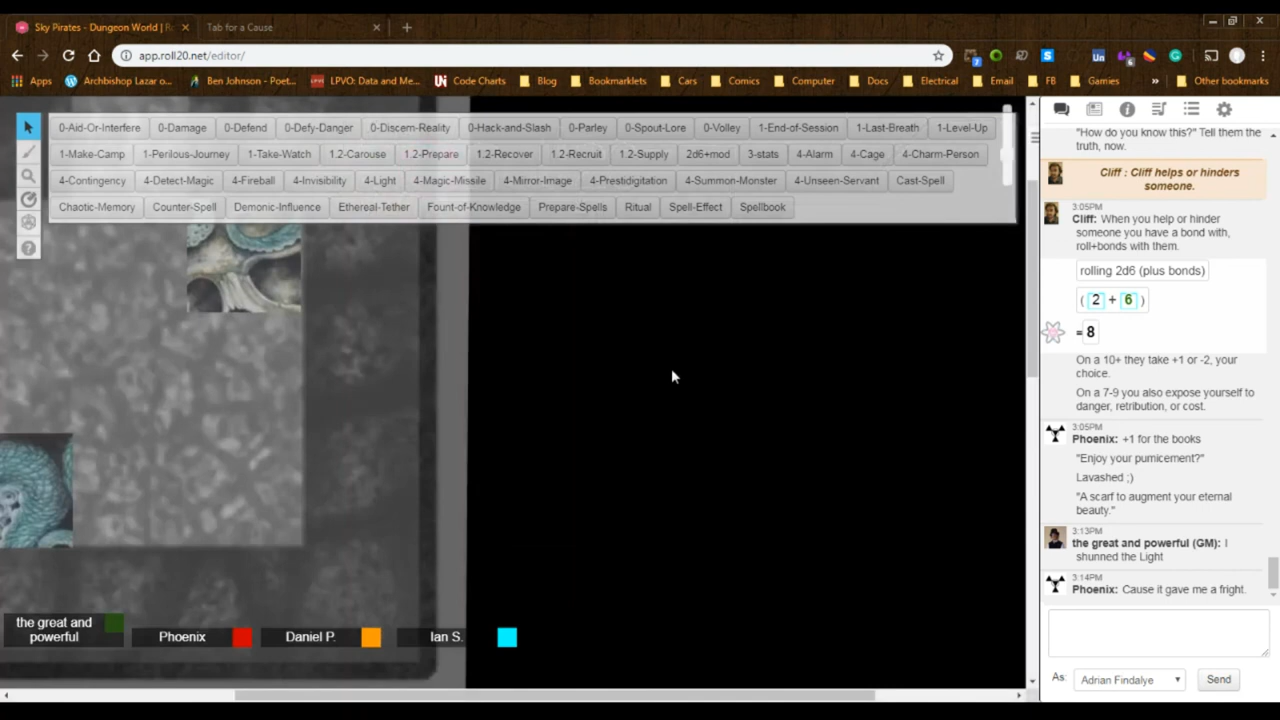 Sky Pirates - Dungeon World | R
Tab for a Cause
app.roll20.net/editor/
Apps Archbishop Lazar o... Ben Johnson - Poet... LPVO: Data and Me... Code Charts Blog Bookmarklets Cars Comics Computer Docs Electrical Email FB Games » Other bookmarks
0-Aid-Or-Interfere 0-Damage 0-Defend 0-Defy-Danger 0-Discern-Reality 0-Hack-and-Slash 0-Parley 0-Spout-Lore 0-Volley 1-End-of-Session 1-Last-Breath 1-Level-Up
1-Make-Camp 1-Perilous-Journey 1-Take-Watch 1.2-Carouse 1.2-Prepare 1.2-Recover 1.2-Recruit 1.2-Supply 2d6+mod 3-stats 4-Alarm 4-Cage 4-Charm-Person
4-Contingency 4-Detect-Magic 4-Fireball 4-Invisibility 4-Light 4-Magic-Missile 4-Mirror-Image 4-Prestidigitation 4-Summon-Monster 4-Unseen-Servant Cast-Spell
Chaotic-Memory Counter-Spell Demonic-Influence Ethereal-Tether Fount-of-Knowledge Prepare-Spells Ritual Spell-Effect Spellbook
the great and
powerful
Phoenix
Daniel P.
Ian S.
"How do you know this?" Tell them the
truth, now.
Cliff : Cliff helps or hinders
someone.
3:05PM
Cliff: When you help or hinder
someone you have a bond with,
roll+bonds with them.
rolling 2d6 (plus bonds)
( 2 + 6 )
= 8
On a 10+ they take +1 or -2, your
choice.
On a 7-9 you also expose yourself to
danger, retribution, or cost.
3:05PM
Phoenix: +1 for the books
"Enjoy your pumicement?"
Lavashed ;)
"A scarf to augment your eternal
beauty."
3:13PM
the great and powerful (GM): I
shunned the Light
3:14PM
Phoenix: Cause it gave me a fright.
As: Adrian Findalye Send